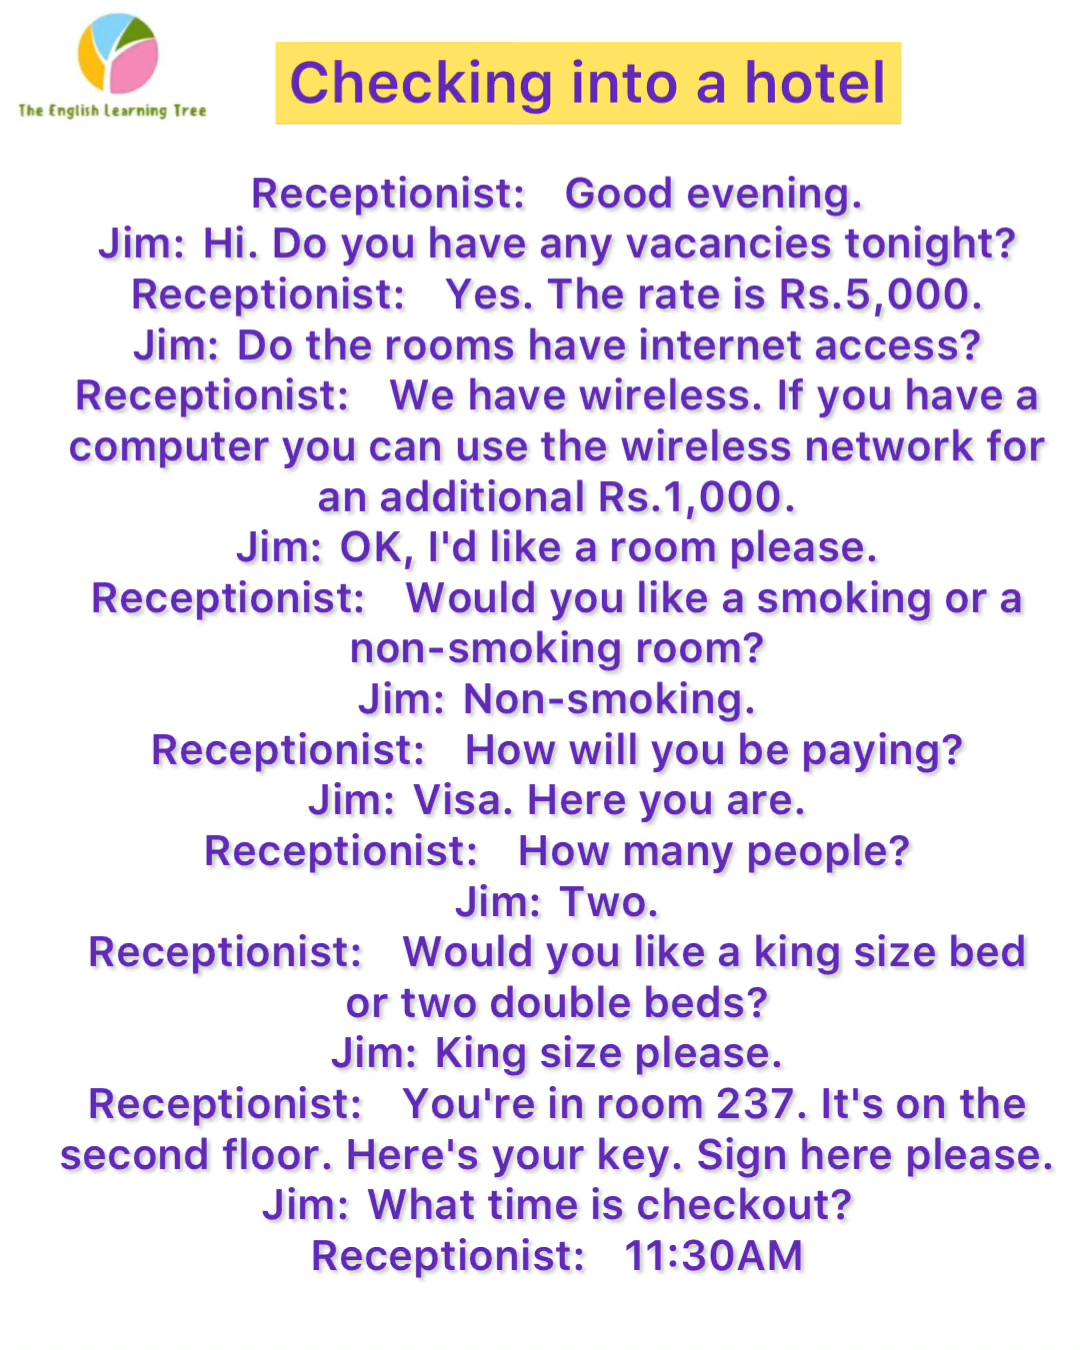 The English Learning Tree
Checking into a hotel
Receptionist: Good evening.
Jim: Hi. Do you have any vacancies tonight?
Receptionist: Yes. The rate is Rs.5,000.
Jim: Do the rooms have internet access?
Receptionist: We have wireless. If you have a
computer you can use the wireless network for
an additional Rs.1,000.
Jim: OK, I'd like a room please.
Receptionist: Would you like a smoking or a
non-smoking room?
Jim: Non-smoking.
Receptionist: How will you be paying?
Jim: Visa. Here you are.
Receptionist: How many people?
Jim: Two.
Receptionist: Would you like a king size bed
or two double beds?
Jim: King size please.
Receptionist: You're in room 237. It's on the
second floor. Here's your key. Sign here please.
Jim: What time is checkout?
Receptionist: 11:30AM